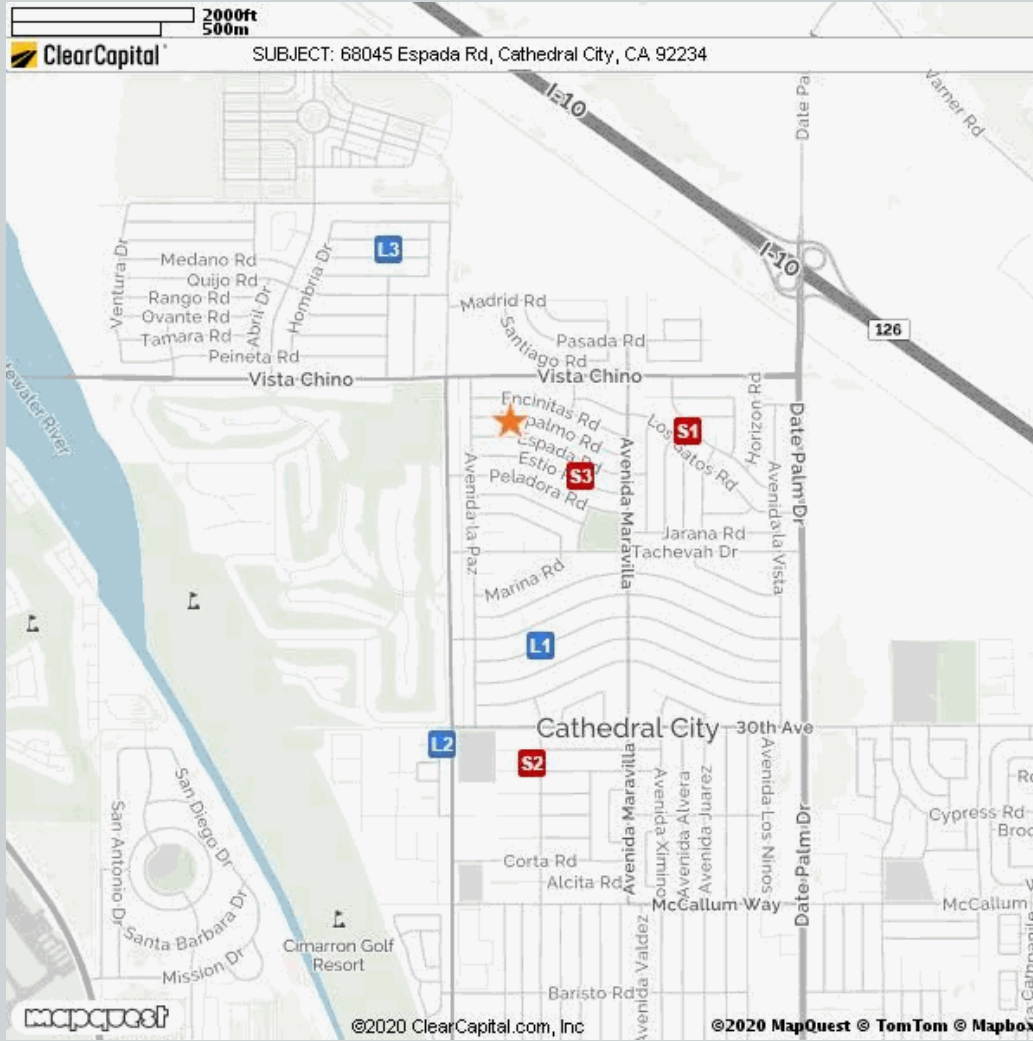 2000ft
500m
ClearCapital
SUBJECT: 68045 Espada Rd, Cathedral City, CA 92234
I-10
Date Pa
Varner Rd
L3
Medano Rd
Quijo Rd
Rango Rd
Ovante Rd
Tamara Rd
Peineta Rd
Ventura Dr
Abril Dr
Hombria Dr
I-10
126
Madrid Rd
Santiago Rd
Pasada Rd
Vista Chino
Vista Chino
Encinitas Rd
palmo Rd
Espada Rd
Estio
Peladora Rd
S1
S3
Los Gatos Rd
Horizon Rd
Date Palm Dr
Avenida la Paz
Avenida Maravilla
Avenida la Vista
Jarana Rd
Tachevah Dr
Marina Rd
ewater River
L1
Cathedral City
30th Ave
L2
S2
San Diego Dr
San Antonio Dr
Santa Barbara Dr
Mission Dr
Avenida Maravilla
Avenida Ximino
Avenida Alvera
Avenida Juarez
Avenida Los Ninos
Date Palm Dr
Cypress Rd
Broc
Corta Rd
Alcita Rd
McCallum Way
McCallum
Cimarron Golf
Resort
Baristo Rd
Avenida Valdez
mapquest
©2020 ClearCapital.com, Inc
©2020 MapQuest © TomTom © Mapbox